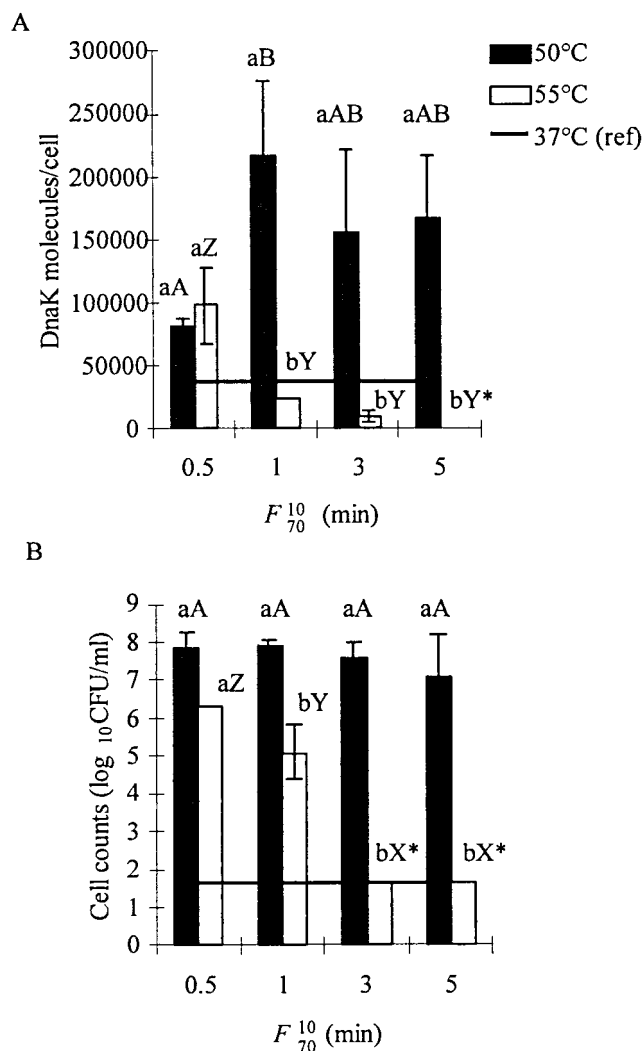 A
300000
250000
200000
150000
100000
50000
0
DnaK molecules/cell
aA
aZ
aB
bY
aAB
bY
aAB
bY*
50°C
55°C
37°C (ref)
0.5 1 3 5
F 10 70 (min)
B
9
8
7
6
5
4
3
2
1
0
Cell counts (log 10CFU/ml)
aA
aZ
aA
bY
aA
bX*
aA
bX*
0.5 1 3 5
F 10 70 (min)